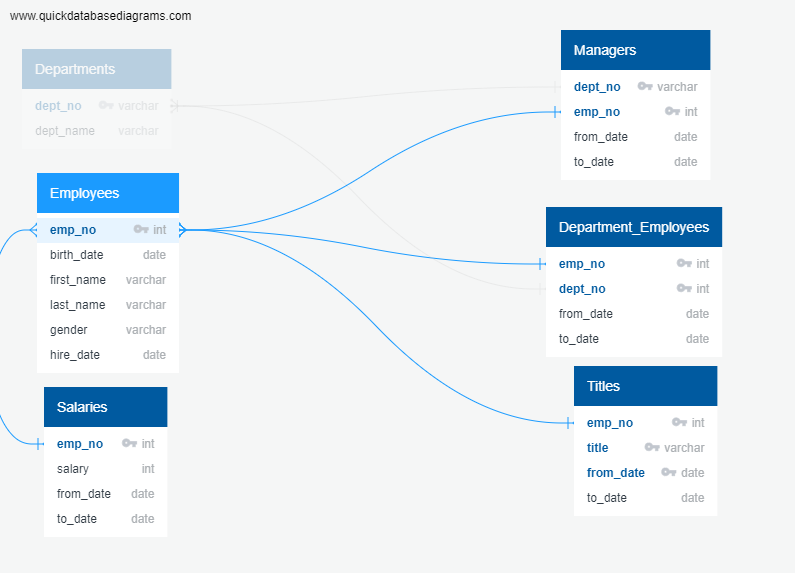 www.quickdatabasediagrams.com
Departments
dept_no varchar
dept_name varchar
Employees
emp_no int
birth_date date
first_name varchar
last_name varchar
gender varchar
hire_date date
Salaries
emp_no int
salary int
from_date date
to_date date
Managers
dept_no varchar
emp_no int
from_date date
to_date date
Department_Employees
emp_no int
dept_no int
from_date date
to_date date
Titles
emp_no int
title varchar
from_date date
to_date date